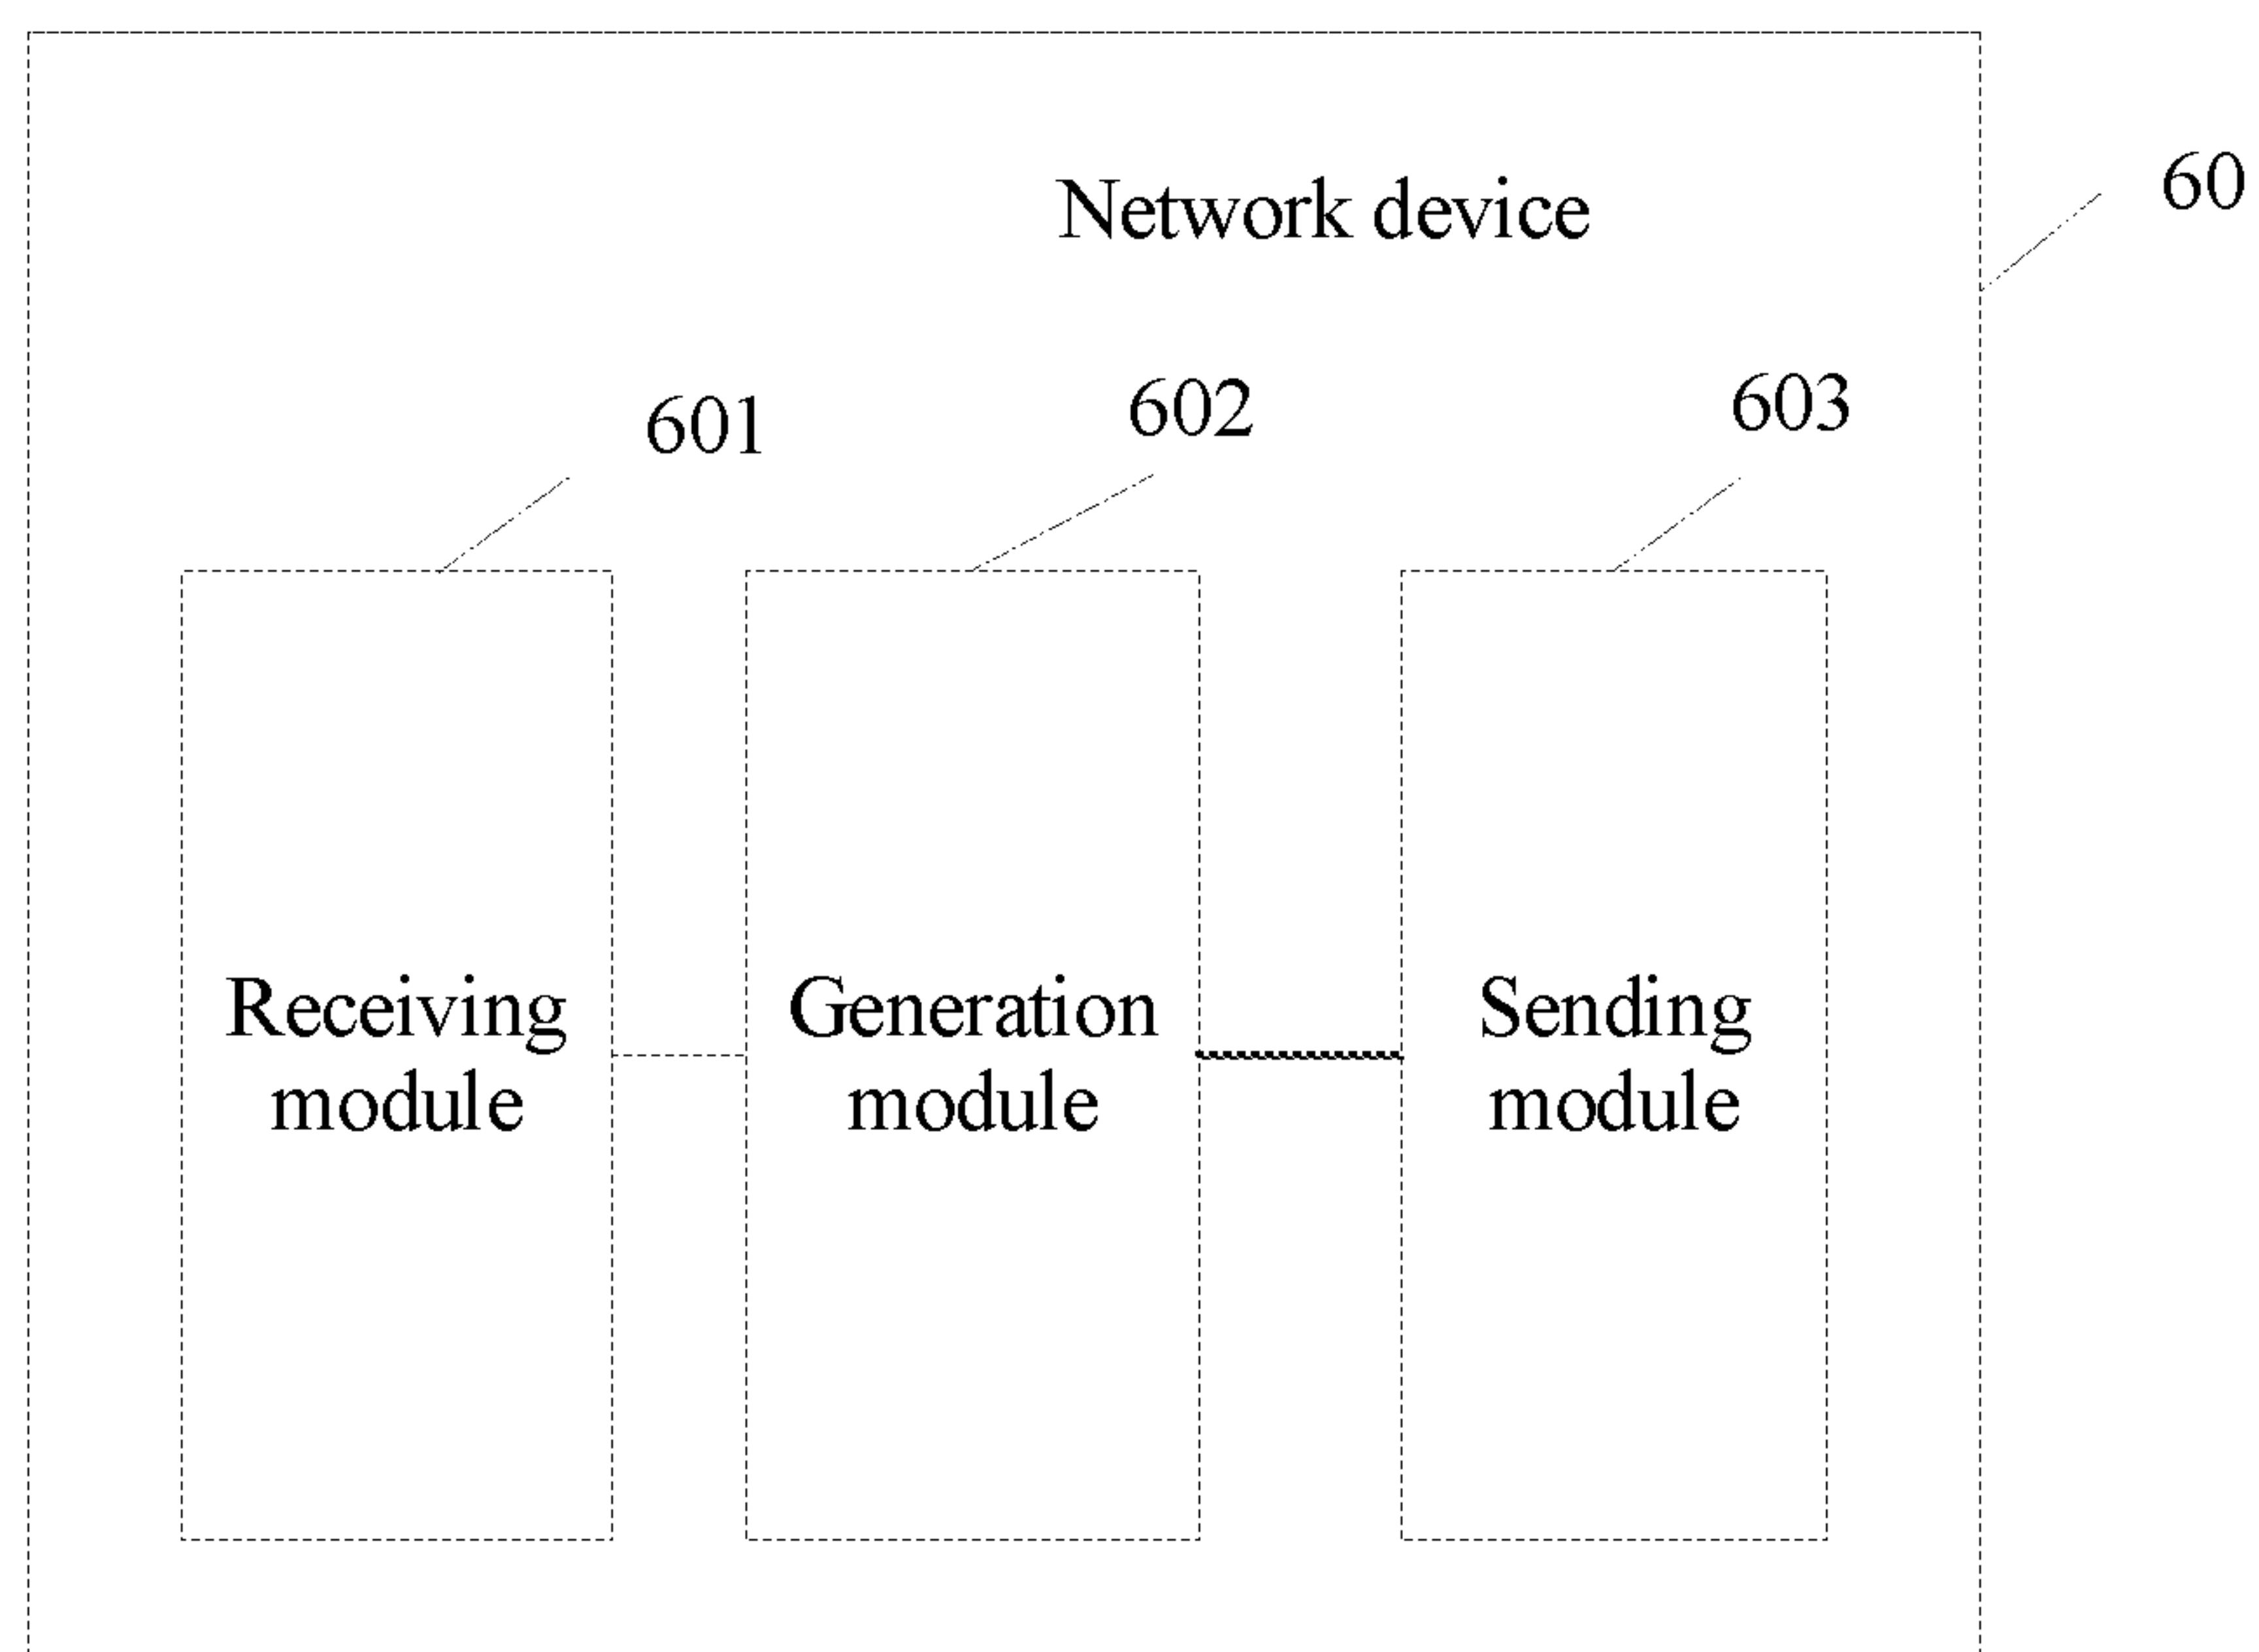 Network device
60
601
602
603
Receiving
module
Generation
module
Sending
module